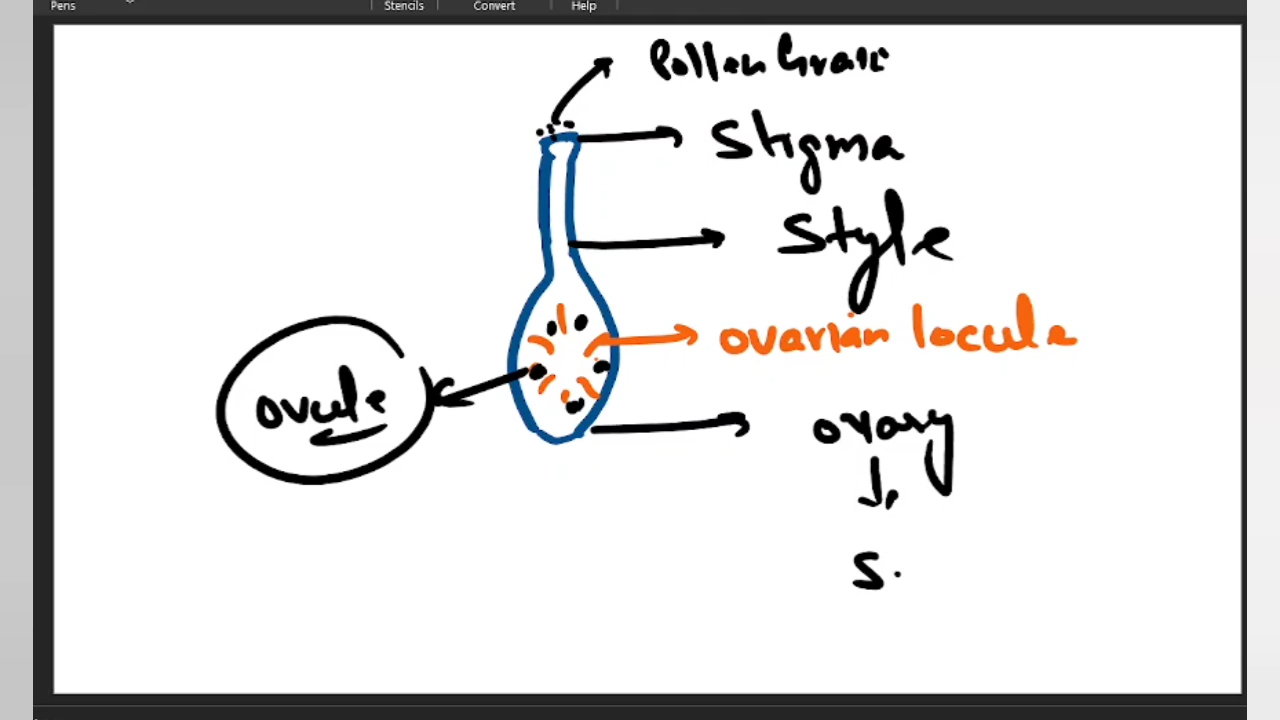 Pens Stencils Convert Help
Pollen Grain
Stigma
Style
ovarian locule
ovule
ovary
S.